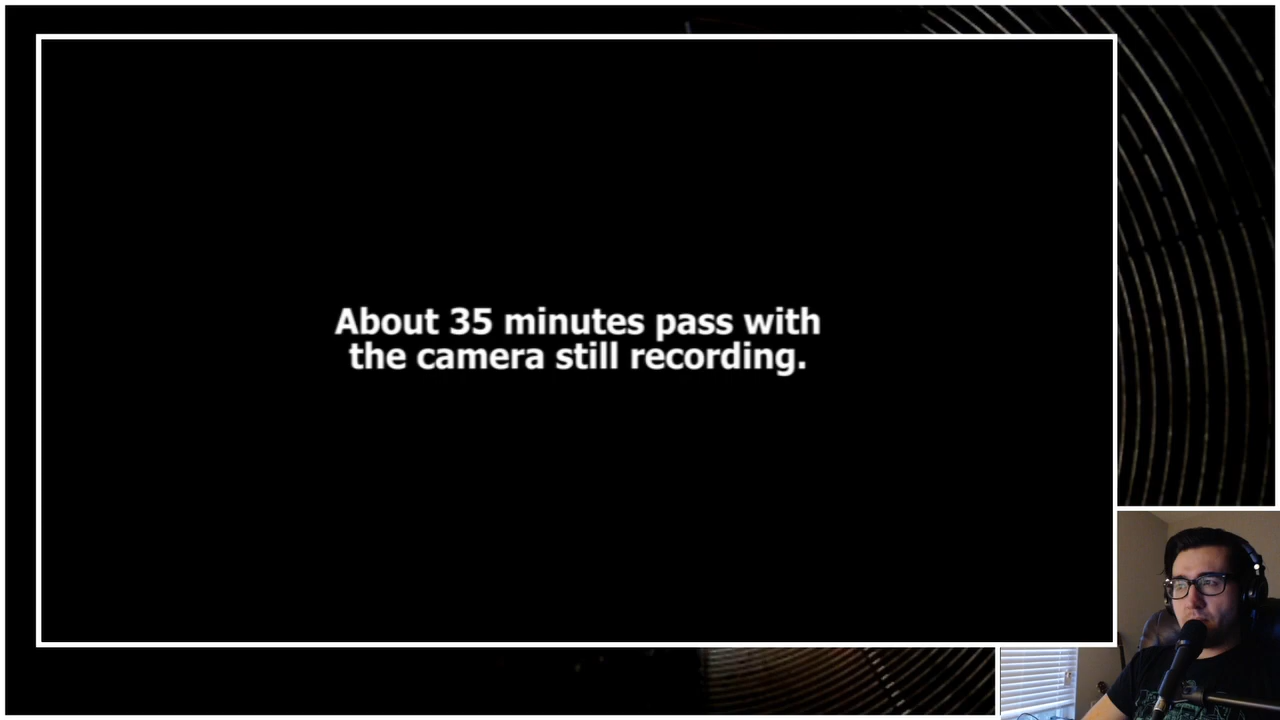 About 35 minutes pass with
the camera still recording.